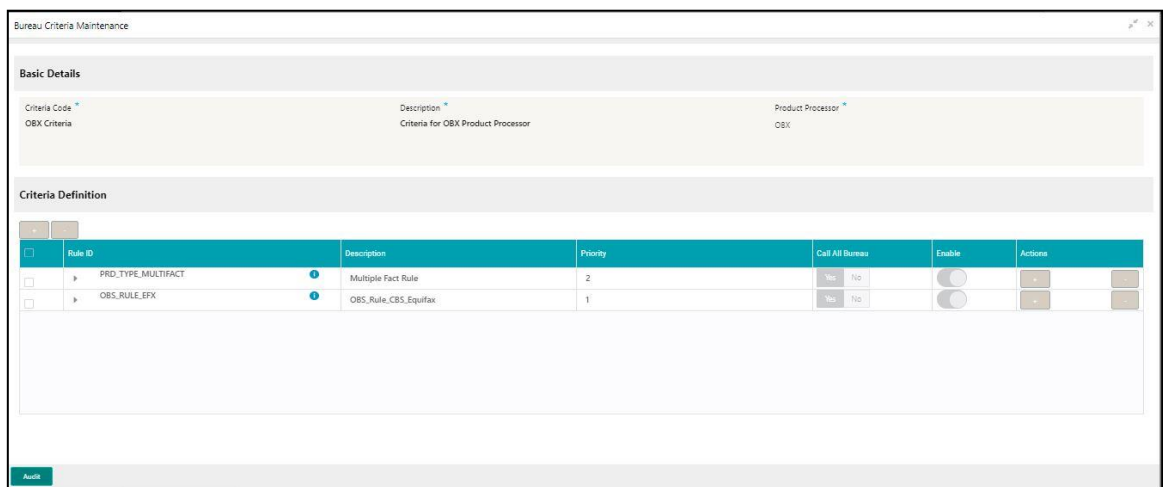 Bureau Criteria Maintenance
Basic Details
Criteria Code * Description * Product Processor *
OBX Criteria Criteria for OBX Product Processor OBX
Criteria Definition
+ -
Rule ID Description Priority Call All Bureau Enable Actions
PRD_TYPE_MULTIFACT Multiple Fact Rule 2 Yes No + -
OBS_RULE_EFX OBS_Rule_CBS_Equifax 1 Yes No + -
Audit